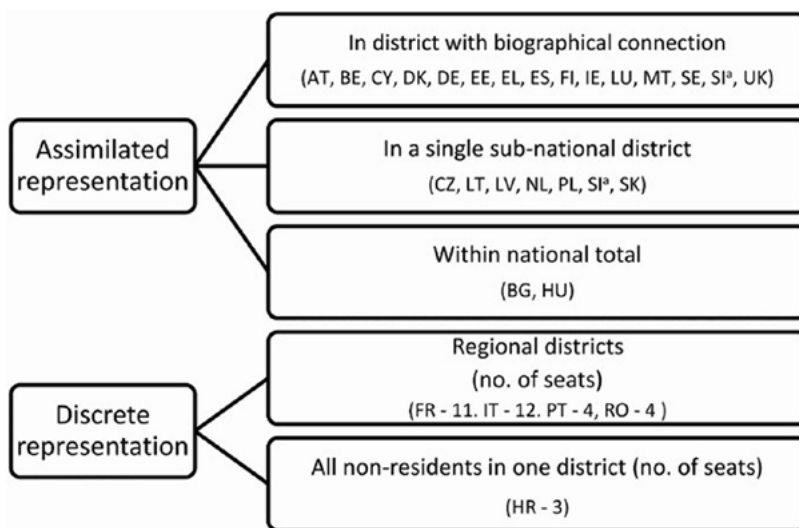 Assimilated
representation
In district with biographical connection
(AT, BE, CY, DK, DE, EE, EL, ES, FI, IE, LU, MT, SE, SIᵃ, UK)
In a single sub-national district
(CZ, LT, LV, NL, PL, SIᵃ, SK)
Within national total
(BG, HU)
Discrete
representation
Regional districts
(no. of seats)
(FR - 11. IT - 12. PT - 4, RO - 4 )
All non-residents in one district (no. of seats)
(HR - 3)